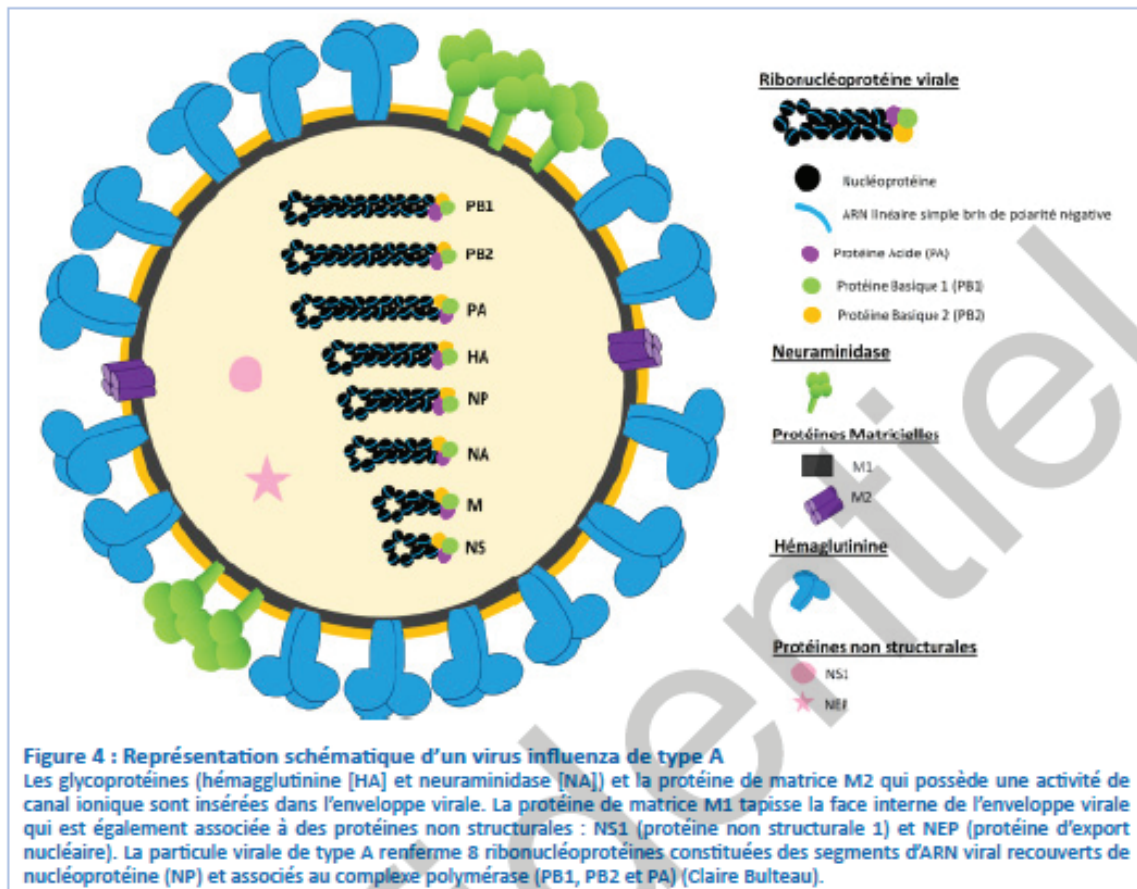 Ribonucléoprotéine virale
Nucléoprotéine
ARN linéaire simple brin de polarité négative
Protéine Acide (PA)
Protéine Basique 1 (PB1)
Protéine Basique 2 (PB2)
PB1
PB2
PA
HA
NP
NA
M
NS
Neuraminidase
Protéines Matricielles
M1
M2
Hémaglutinine
Protéines non structurales
NS1
NEP
Figure 4 : Représentation schématique d'un virus influenza de type A
Les glycoprotéines (hémagglutinine [HA] et neuraminidase [NA]) et la protéine de matrice M2 qui possède une activité de
canal ionique sont insérées dans l'enveloppe virale. La protéine de matrice M1 tapisse la face interne de l'enveloppe virale
qui est également associée à des protéines non structurales : NS1 (protéine non structurale 1) et NEP (protéine d'export
nucléaire). La particule virale de type A renferme 8 ribonucléoprotéines constituées des segments d'ARN viral recouverts de
nucléoprotéine (NP) et associés au complexe polymérase (PB1, PB2 et PA) (Claire Bulteau).